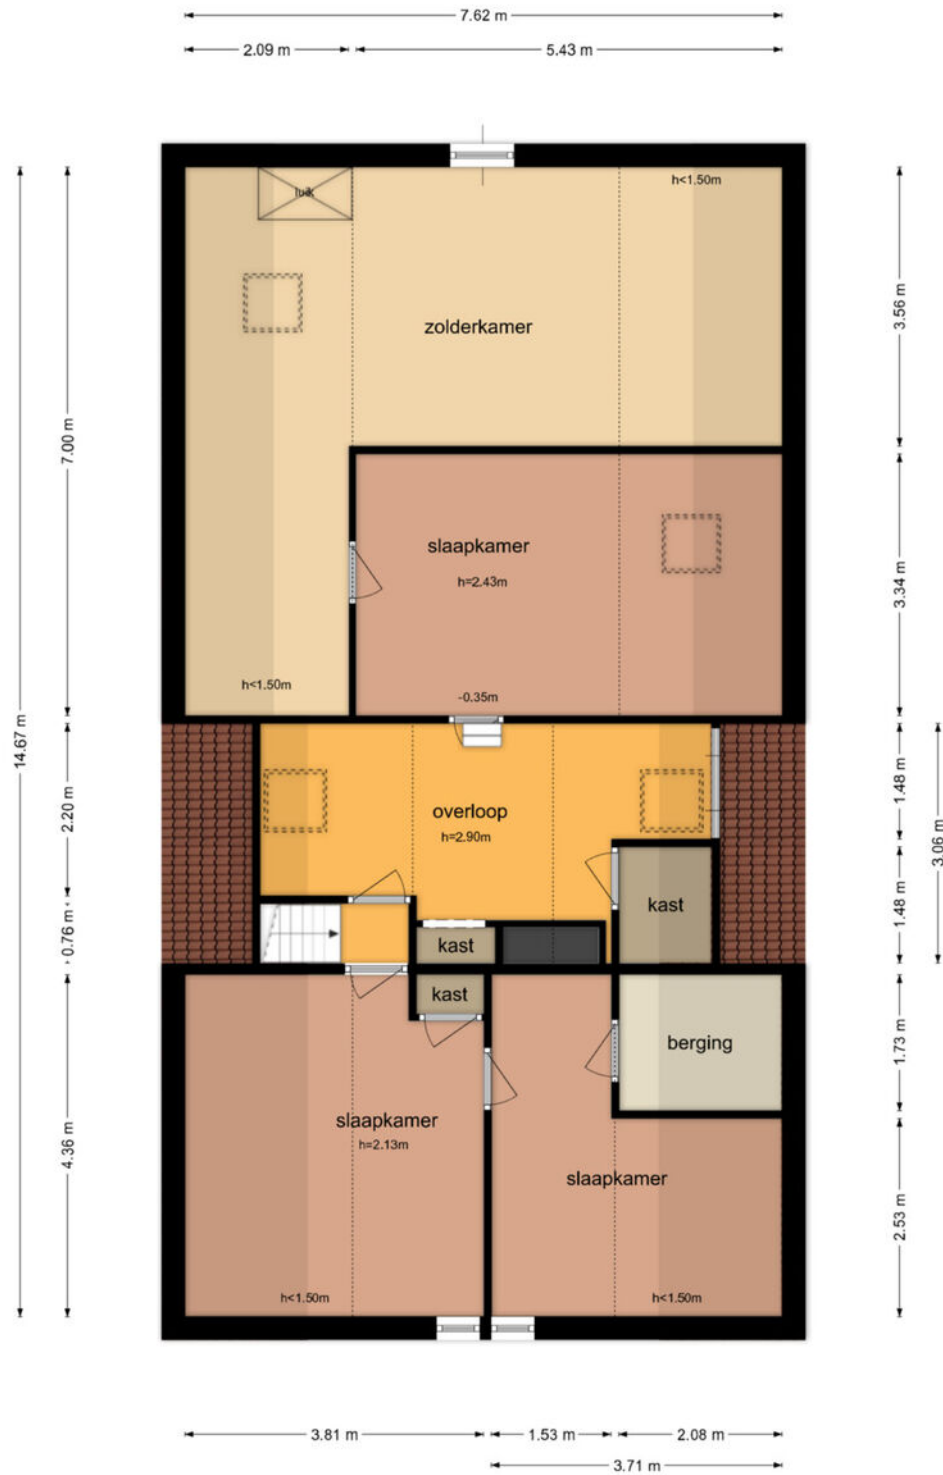 7.62 m
2.09 m
5.43 m
luik
h<1.50m
zolderkamer
3.56 m
7.00 m
slaapkamer
h=2.43m
3.34 m
h<1.50m
-0.35m
14.67 m
2.20 m
overloop
h=2.90m
1.48 m
3.06 m
kast
1.48 m
0.76 m
kast
kast
berging
1.73 m
slaapkamer
h=2.13m
4.36 m
slaapkamer
2.53 m
h<1.50m
h<1.50m
3.81 m
1.53 m
2.08 m
3.71 m